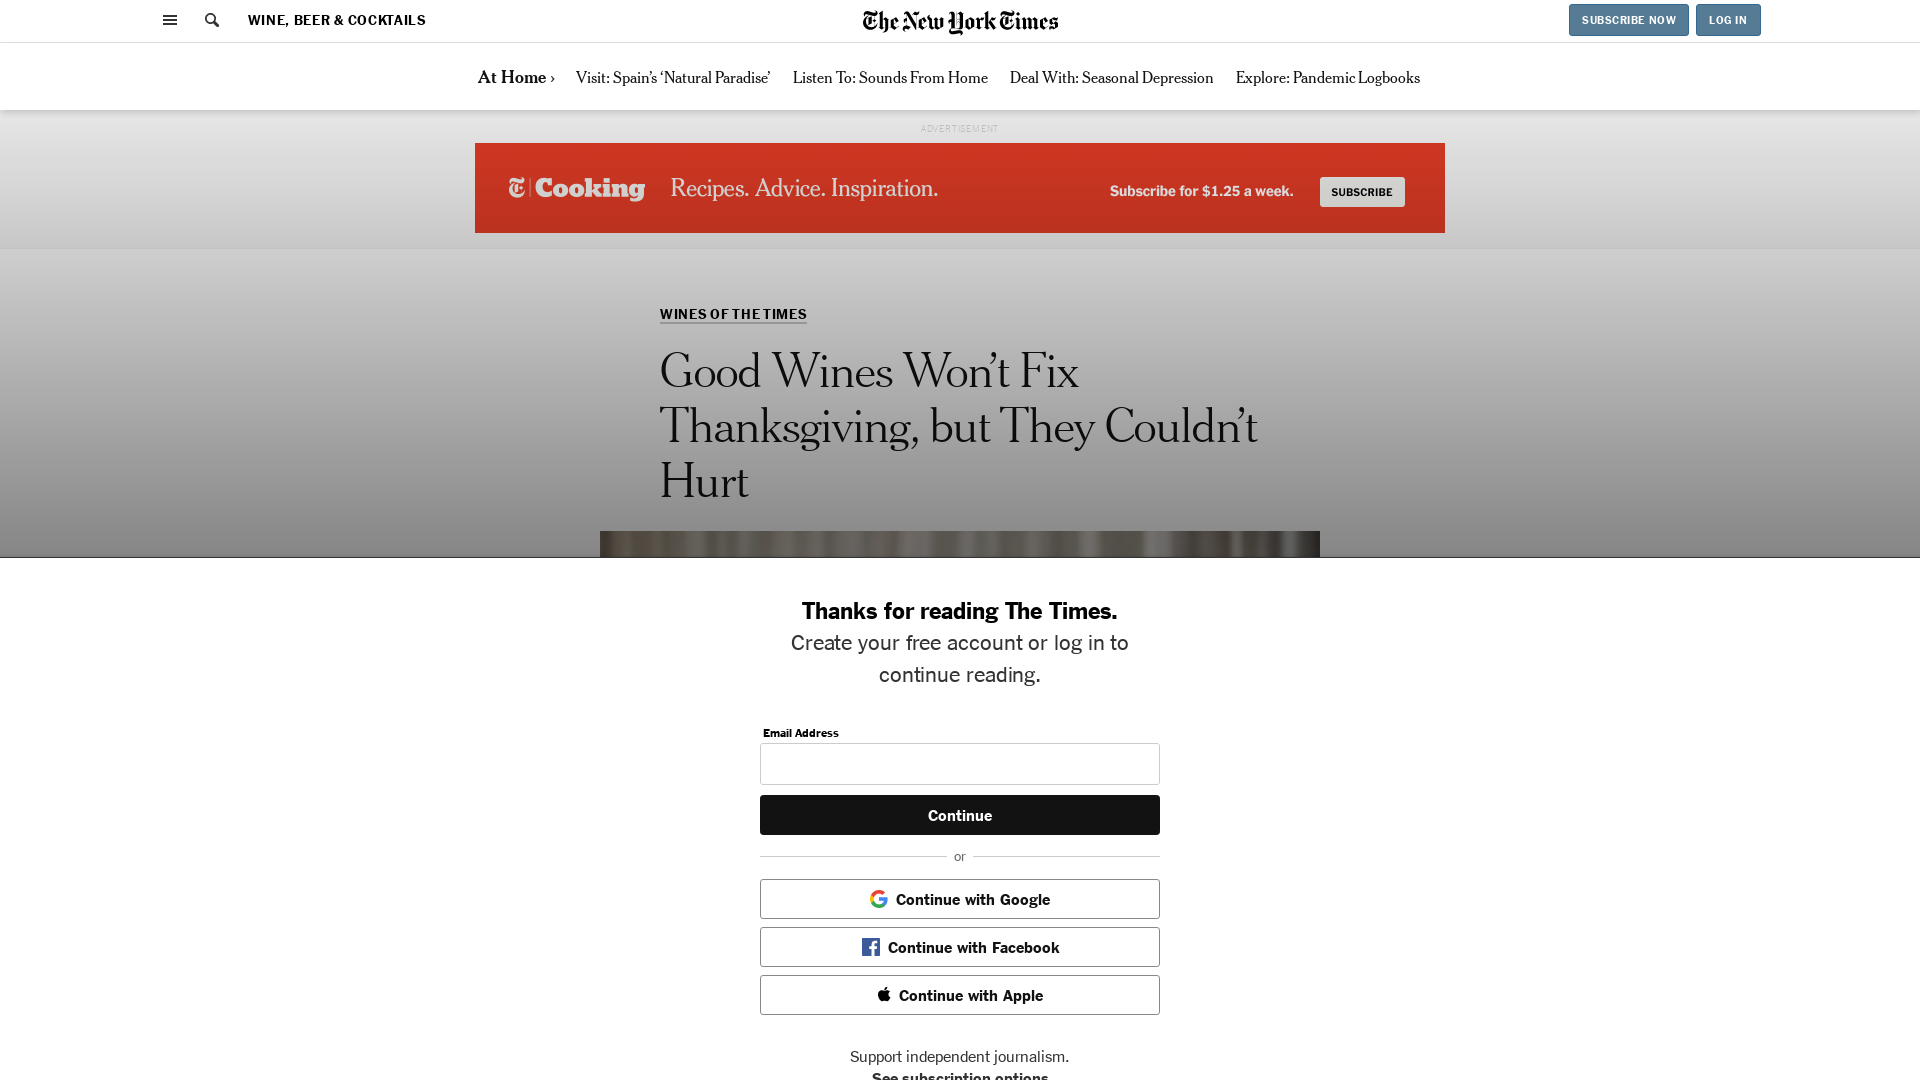 WINE, BEER & COCKTAILS
The New York Times
SUBSCRIBE NOW
LOG IN
At Home ›
Visit: Spain’s ‘Natural Paradise’
Listen To: Sounds From Home
Deal With: Seasonal Depression
Explore: Pandemic Logbooks
ADVERTISEMENT
T Cooking
Recipes. Advice. Inspiration.
Subscribe for $1.25 a week.
SUBSCRIBE
WINES OF THE TIMES
Good Wines Won’t Fix
Thanksgiving, but They Couldn’t
Hurt
Thanks for reading The Times.
Create your free account or log in to
continue reading.
Email Address
Continue
or
Continue with Google
Continue with Facebook
Continue with Apple
Support independent journalism.
See subscription options